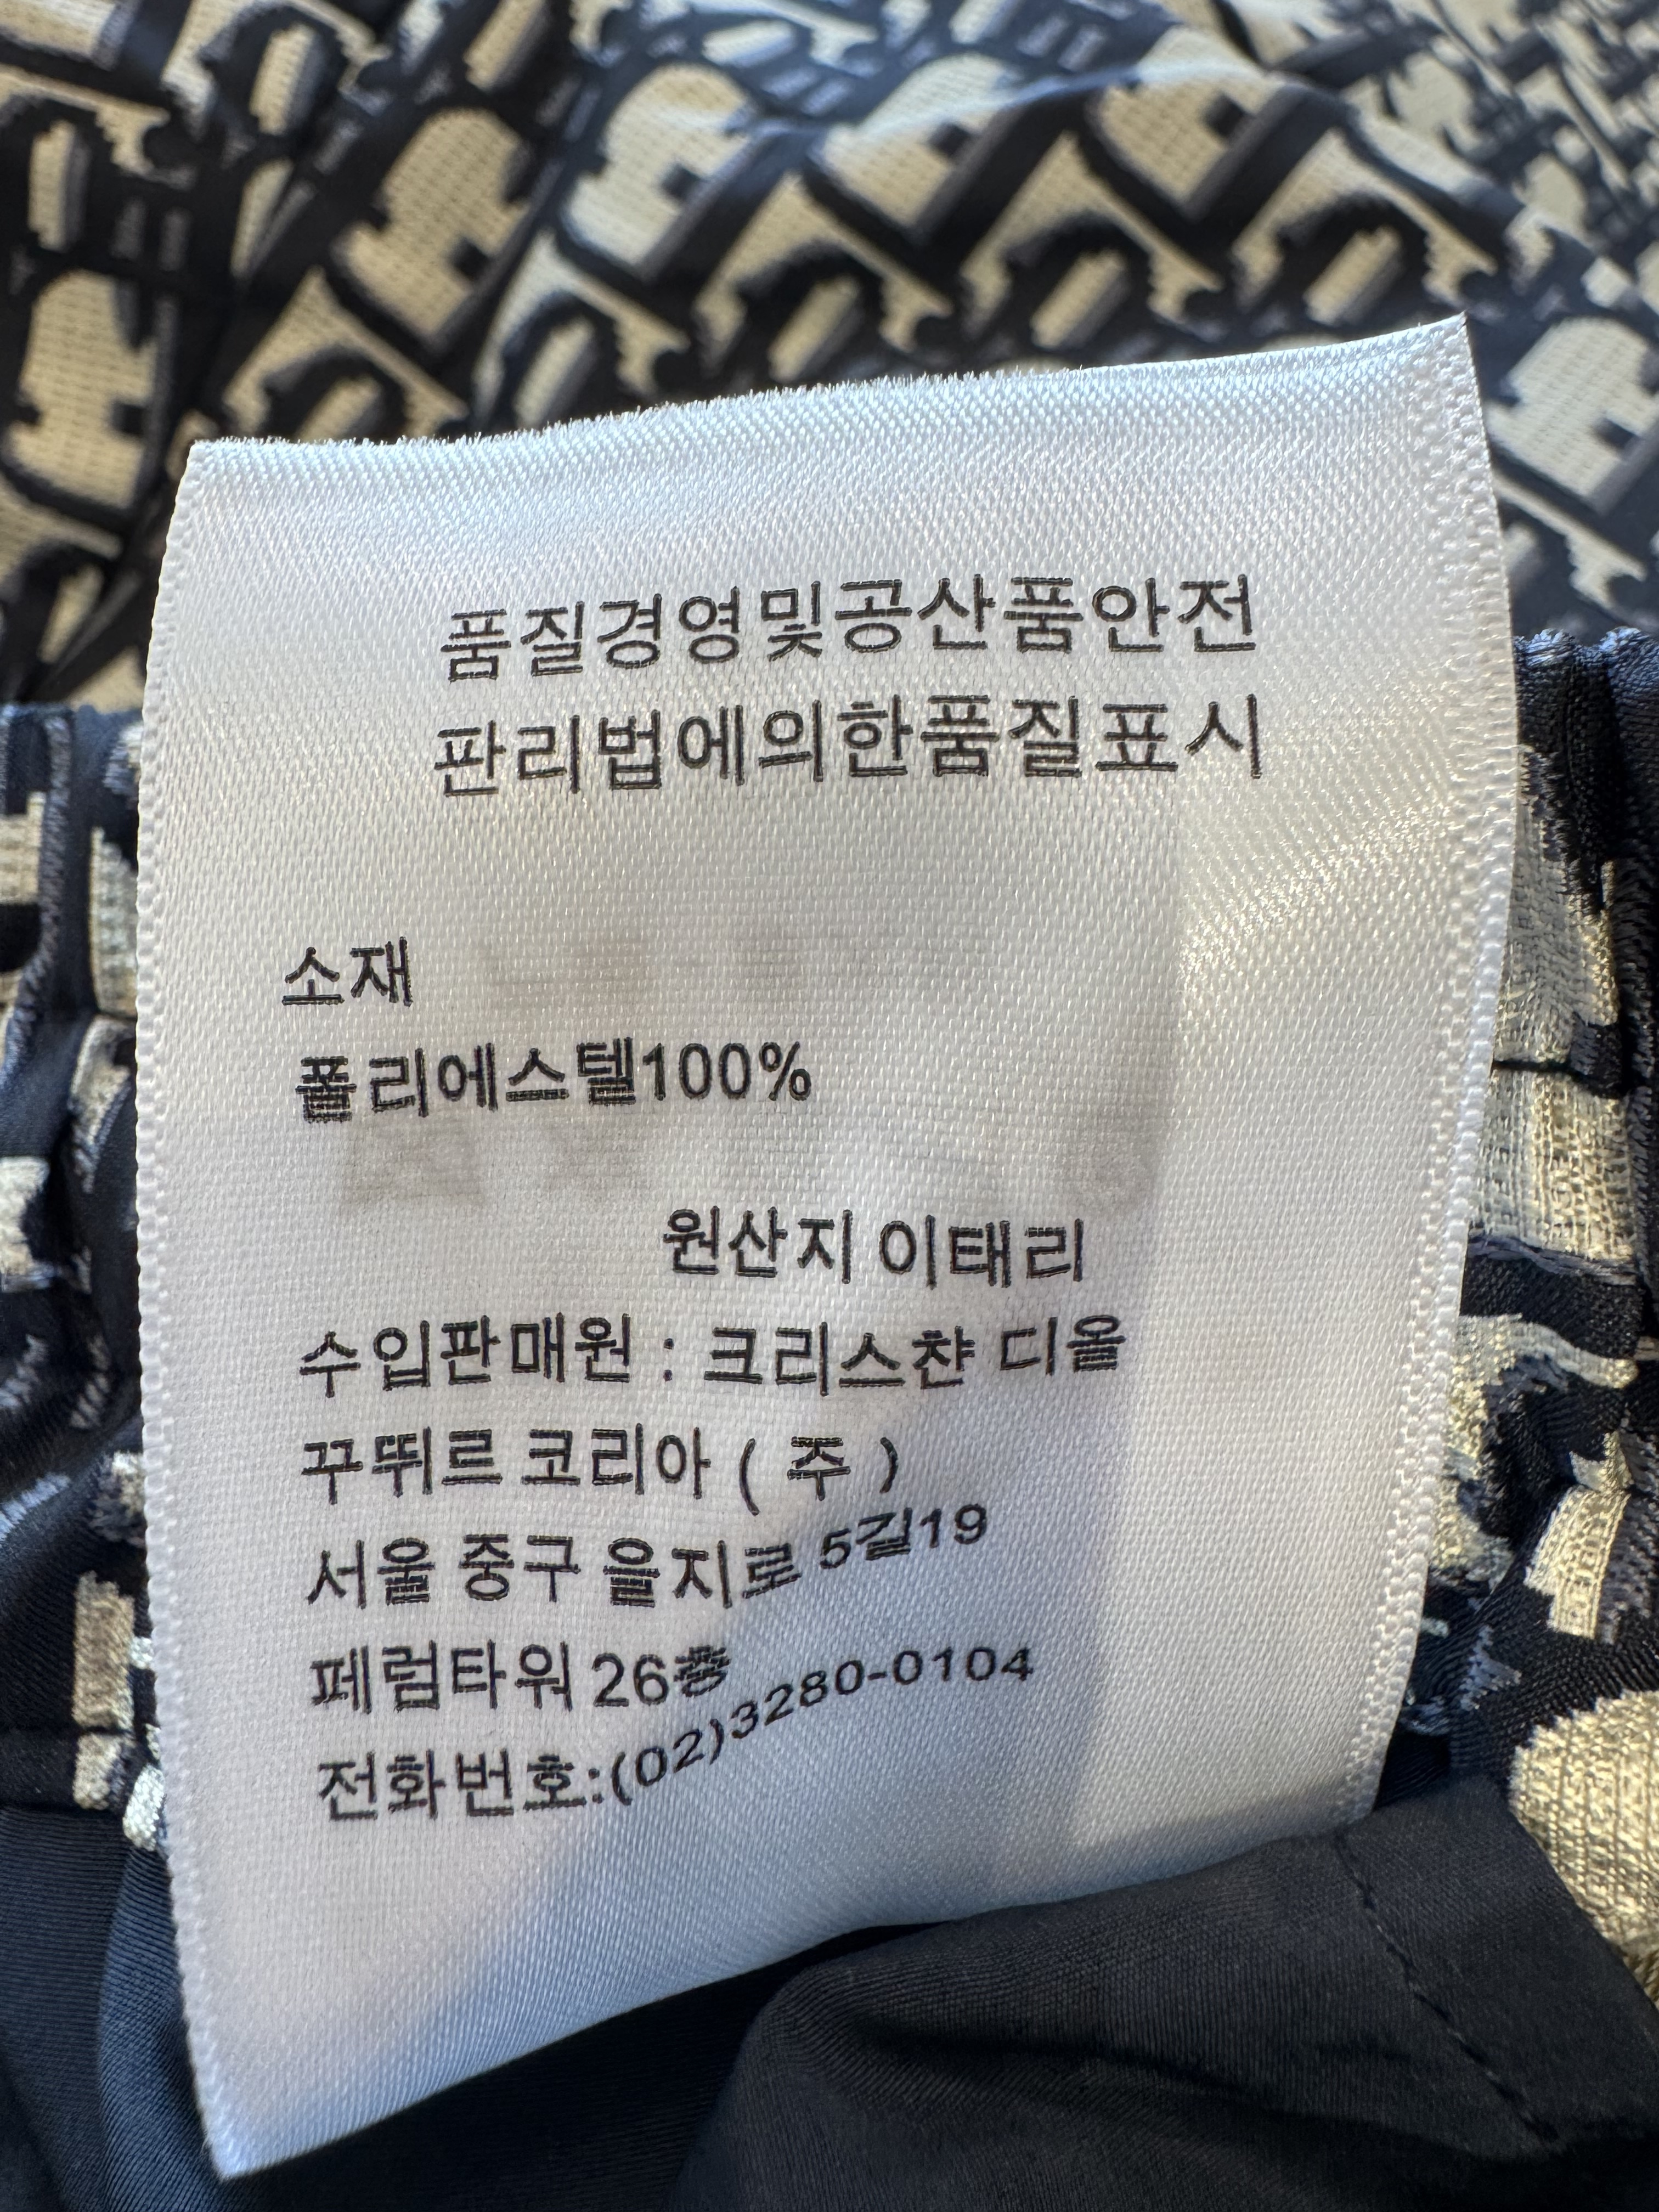 품질경영및공산품안전
판리법에의한품질표시
소재
폴리에스텔100%
원산지 이태리
수입판매원 : 크리스챤 디올
꾸뛰르 코리아 ( 주 )
서울 중구 을지로 5길19
페럼타워 26층
전화번호:(02)3280-0104